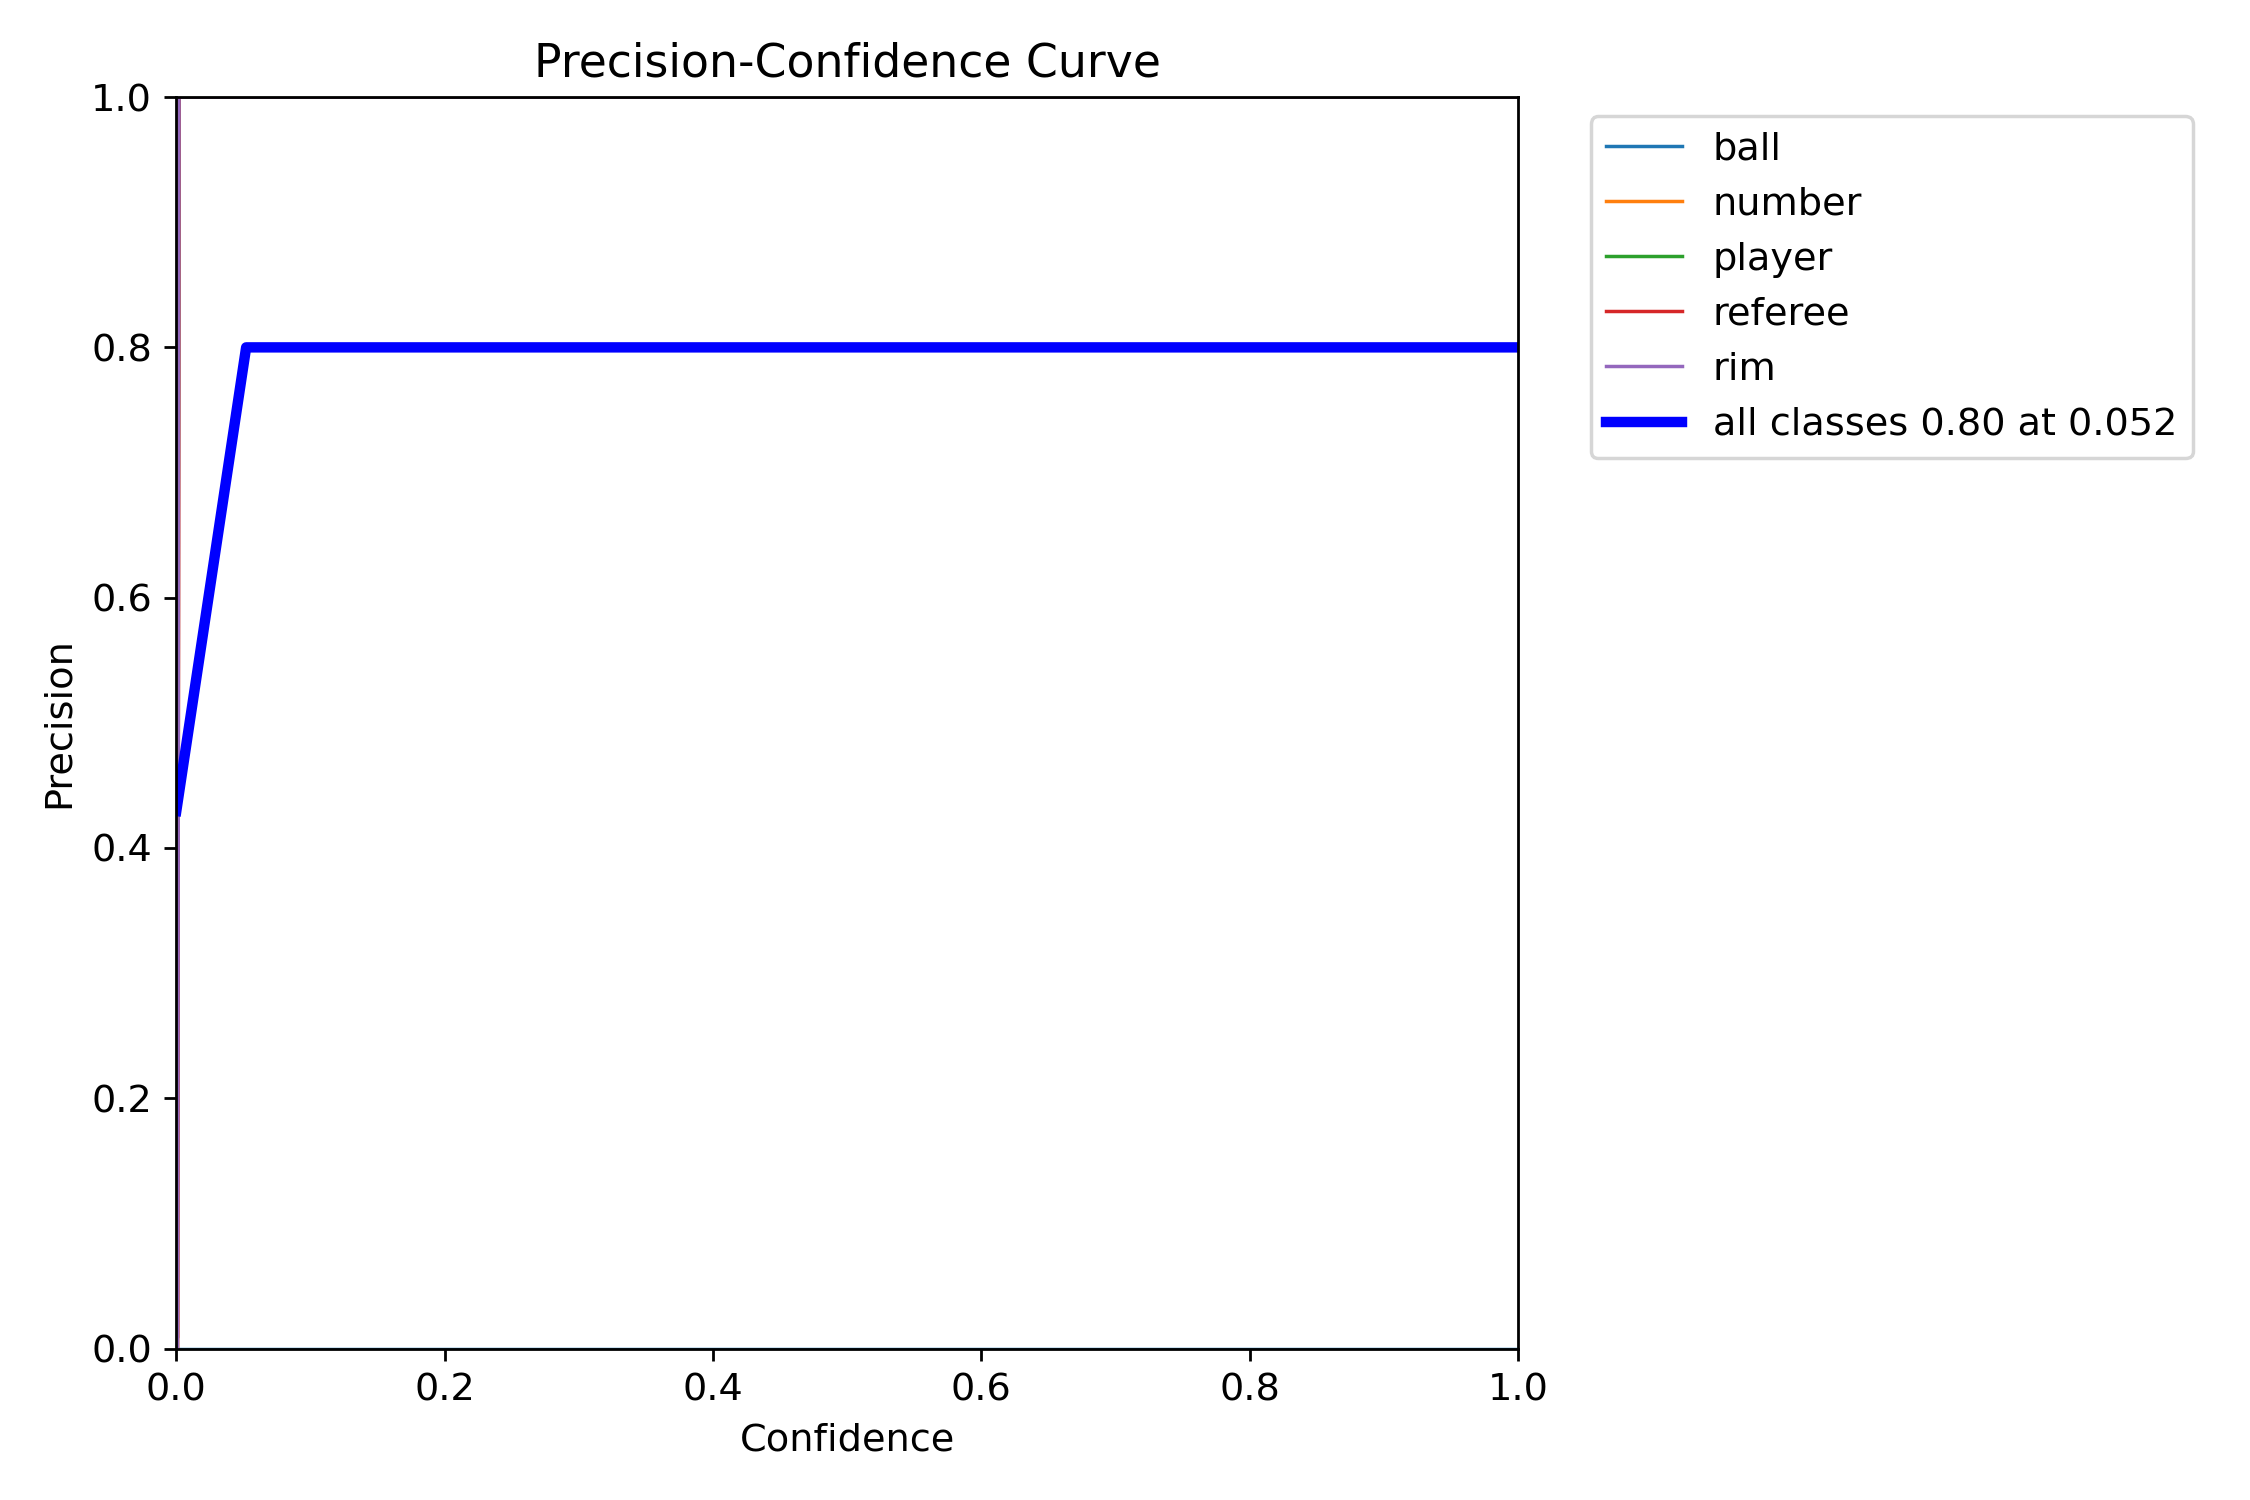 Precision-Confidence Curve
1.0
0.8
0.6
0.4
0.2
0.0
Precision
0.0 0.2 0.4 0.6 0.8 1.0
Confidence
ball
number
player
referee
rim
all classes 0.80 at 0.052